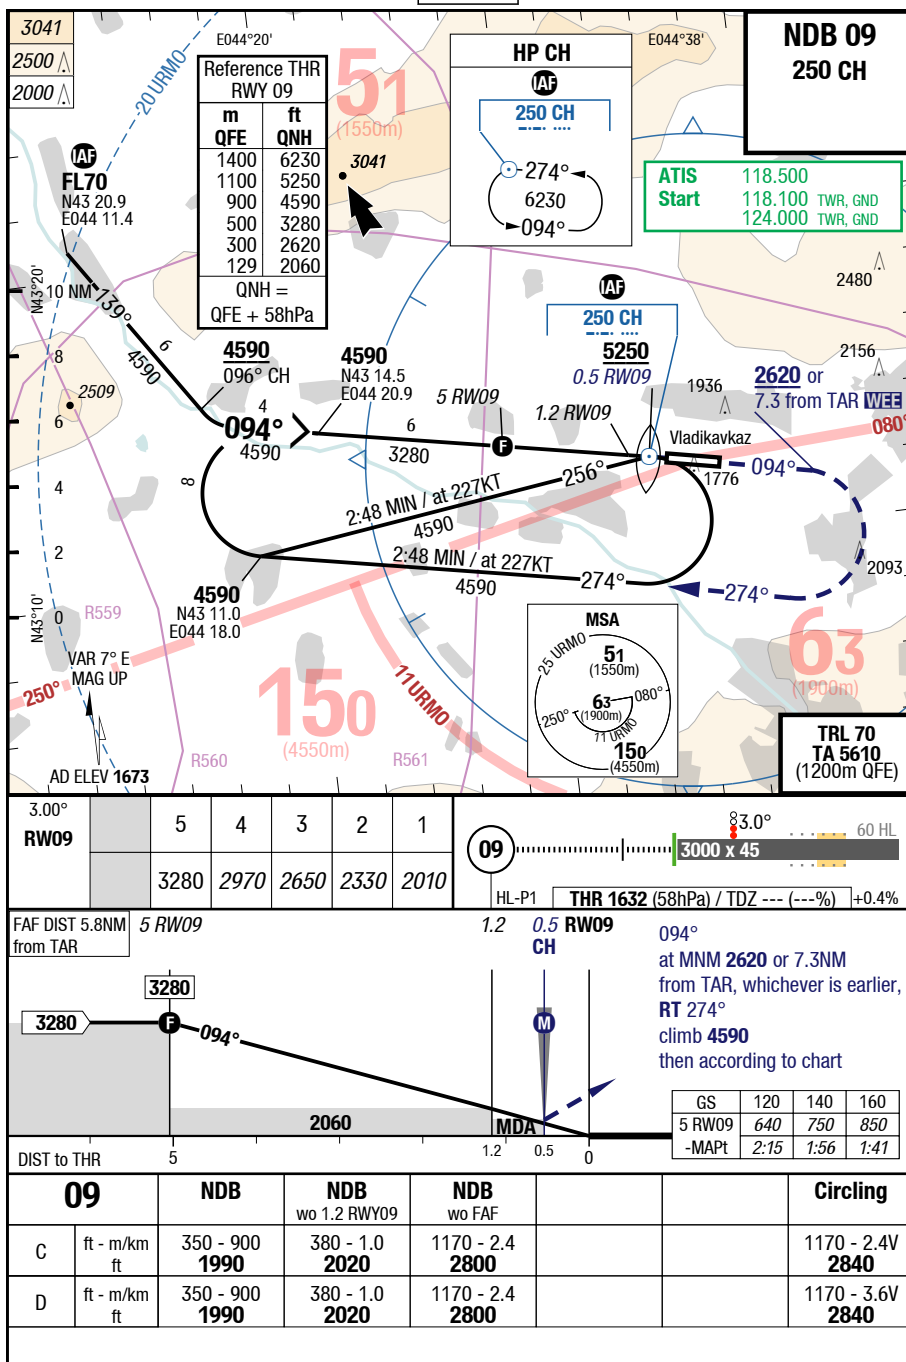 3041
2500
2000
E044°20'
E044°38'
20 URMO
Reference THR
RWY 09
m ft
QFE QNH
1400 6230
1100 5250
900 4590
500 3280
300 2620
129 2060
QNH =
QFE + 58hPa
51
(1550m)
3041
HP CH
IAF
250 CH
274°
6230
094°
NDB 09
250 CH
ATIS 118.500
Start 118.100 TWR, GND
124.000 TWR, GND
IAF
FL70
N43 20.9
E044 11.4
N43°20'
10 NM
139°
6
4590
8
6
4
2
0
2509
4590
096° CH
4
094°
4590
4590
N43 14.5
E044 20.9
5 RW09
6
3280
F
1.2 RW09
IAF
250 CH
5250
0.5 RW09
2480
2156
1936
2620 or
7.3 from TAR WEE
080°
Vladikavkaz
1776
094°
8
256°
2:48 MIN / at 227KT
4590
2:48 MIN / at 227KT
4590
274°
274°
2093
4590
N43 11.0
E044 18.0
N43°10'
R559
VAR 7° E
MAG UP
250°
150
(4550m)
11 URMO
MSA
25 URMO
51
(1550m)
63
(1900m)
080°
250°
11 URMO
150
(4550m)
63
(1900m)
R560
R561
AD ELEV 1673
TRL 70
TA 5610
(1200m QFE)
3.00°
RW09
5 4 3 2 1
3280 2970 2650 2330 2010
09
3.0°
60 HL
3000 x 45
HL-P1
THR 1632 (58hPa) / TDZ --- (---%)
+0.4%
FAF DIST 5.8NM
from TAR
5 RW09
1.2
0.5 RW09
CH
3280
3280
F
094°
M
2060
MDA
094°
at MNM 2620 or 7.3NM
from TAR, whichever is earlier,
RT 274°
climb 4590
then according to chart
GS 120 140 160
5 RW09 640 750 850
-MAPt 2:15 1:56 1:41
DIST to THR
5
1.2
0.5
0
09 NDB NDB NDB Circling
wo 1.2 RWY09 wo FAF
C ft - m/km 350 - 900 380 - 1.0 1170 - 2.4 1170 - 2.4V
ft 1990 2020 2800 2840
D ft - m/km 350 - 900 380 - 1.0 1170 - 2.4 1170 - 3.6V
ft 1990 2020 2800 2840